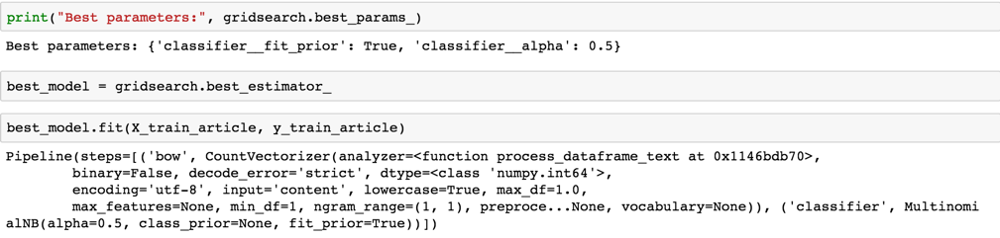 print("Best parameters:", gridsearch.best_params_)
Best parameters: {'classifier__fit_prior': True, 'classifier__alpha': 0.5}
best_model = gridsearch.best_estimator_
best_model.fit(X_train_article, y_train_article)
Pipeline(steps=[('bow', CountVectorizer(analyzer=<function process_dataframe_text at 0x1146bdb70>,
binary=False, decode_error='strict', dtype=<class 'numpy.int64'>,
encoding='utf-8', input='content', lowercase=True, max_df=1.0,
max_features=None, min_df=1, ngram_range=(1, 1), preproce...None, vocabulary=None)), ('classifier', Multinomi
alNB(alpha=0.5, class_prior=None, fit_prior=True))])